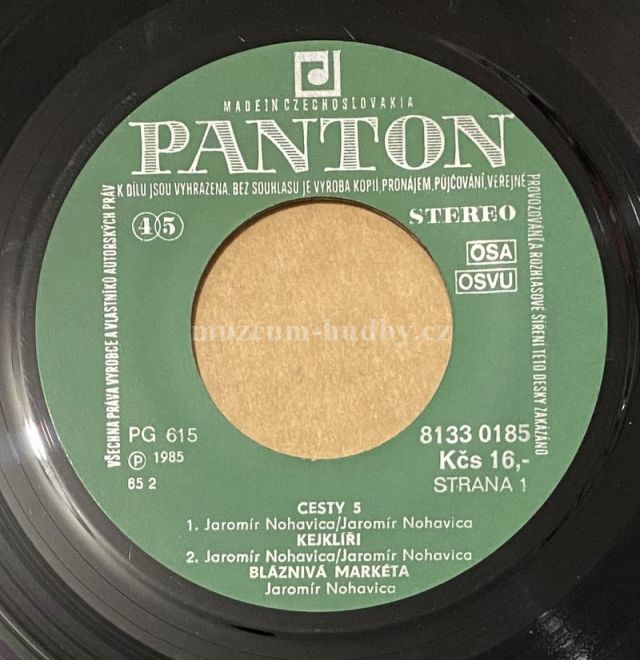 MADE IN CZECHOSLOVAKIA
PANTON
VŠECHNA PRÁVA VÝROBCE A VLASTNÍKŮ AUTORSKÝCH PRÁV
K DÍLU JSOU VYHRAZENA. BEZ SOUHLASU JE VÝROBA KOPIÍ, PRONÁJEM, PŮJČOVÁNÍ, VEŘEJNÉ
PROVOZOVÁNÍ A ROZHLASOVÉ ŠÍŘENÍ TÉTO DESKY ZAKÁZÁNO
45
STEREO
OSA
OSVU
muzeum-hudby.cz
PG 615
8133 0185
Ⓟ 1985
Kčs 16,-
85 2
STRANA 1
CESTY 5
1. Jaromír Nohavica/Jaromír Nohavica
KEJKLÍŘI
2. Jaromír Nohavica/Jaromír Nohavica
BLÁZNIVÁ MARKÉTA
Jaromír Nohavica